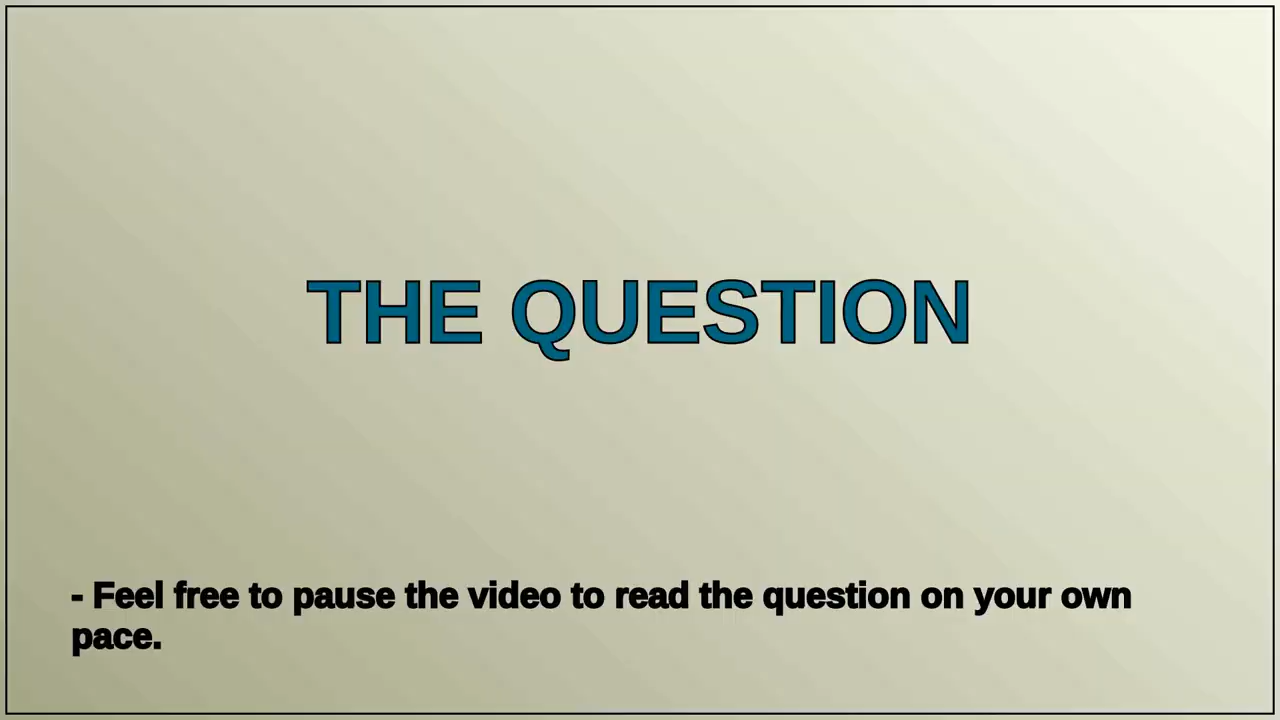 THE QUESTION
- Feel free to pause the video to read the question on your own
pace.